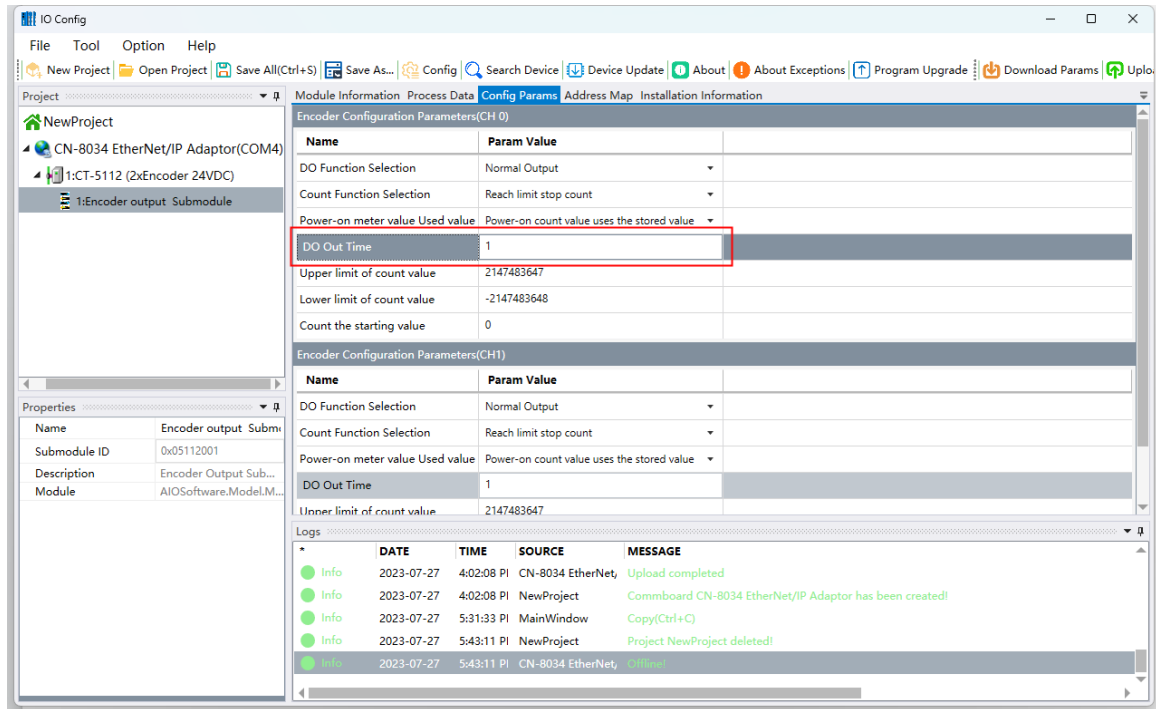 IO Config
File Tool Option Help
New Project Open Project Save All(Ctrl+S) Save As... Config Search Device Device Update About About Exceptions Program Upgrade Download Params Uplo
Project
NewProject
CN-8034 EtherNet/IP Adaptor(COM4)
1:CT-5112 (2xEncoder 24VDC)
1:Encoder output Submodule
Properties
Name Encoder output Subm
Submodule ID 0x05112001
Description Encoder Output Sub...
Module AIOSoftware.Model.M...
Module Information Process Data Config Params Address Map Installation Information
Encoder Configuration Parameters(CH 0)
Name Param Value
DO Function Selection Normal Output
Count Function Selection Reach limit stop count
Power-on meter value Used value Power-on count value uses the stored value
DO Out Time 1
Upper limit of count value 2147483647
Lower limit of count value -2147483648
Count the starting value 0
Encoder Configuration Parameters(CH1)
Name Param Value
DO Function Selection Normal Output
Count Function Selection Reach limit stop count
Power-on meter value Used value Power-on count value uses the stored value
DO Out Time 1
Upper limit of count value 2147483647
Logs
* DATE TIME SOURCE MESSAGE
Info 2023-07-27 4:02:08 PI CN-8034 EtherNet, Upload completed
Info 2023-07-27 4:02:08 PI NewProject Commboard CN-8034 EtherNet/IP Adaptor has been created!
Info 2023-07-27 5:31:33 PI MainWindow Copy(Ctrl+C)
Info 2023-07-27 5:43:11 PI NewProject Project NewProject deleted!
Info 2023-07-27 5:43:11 PI CN-8034 EtherNet, Offline!